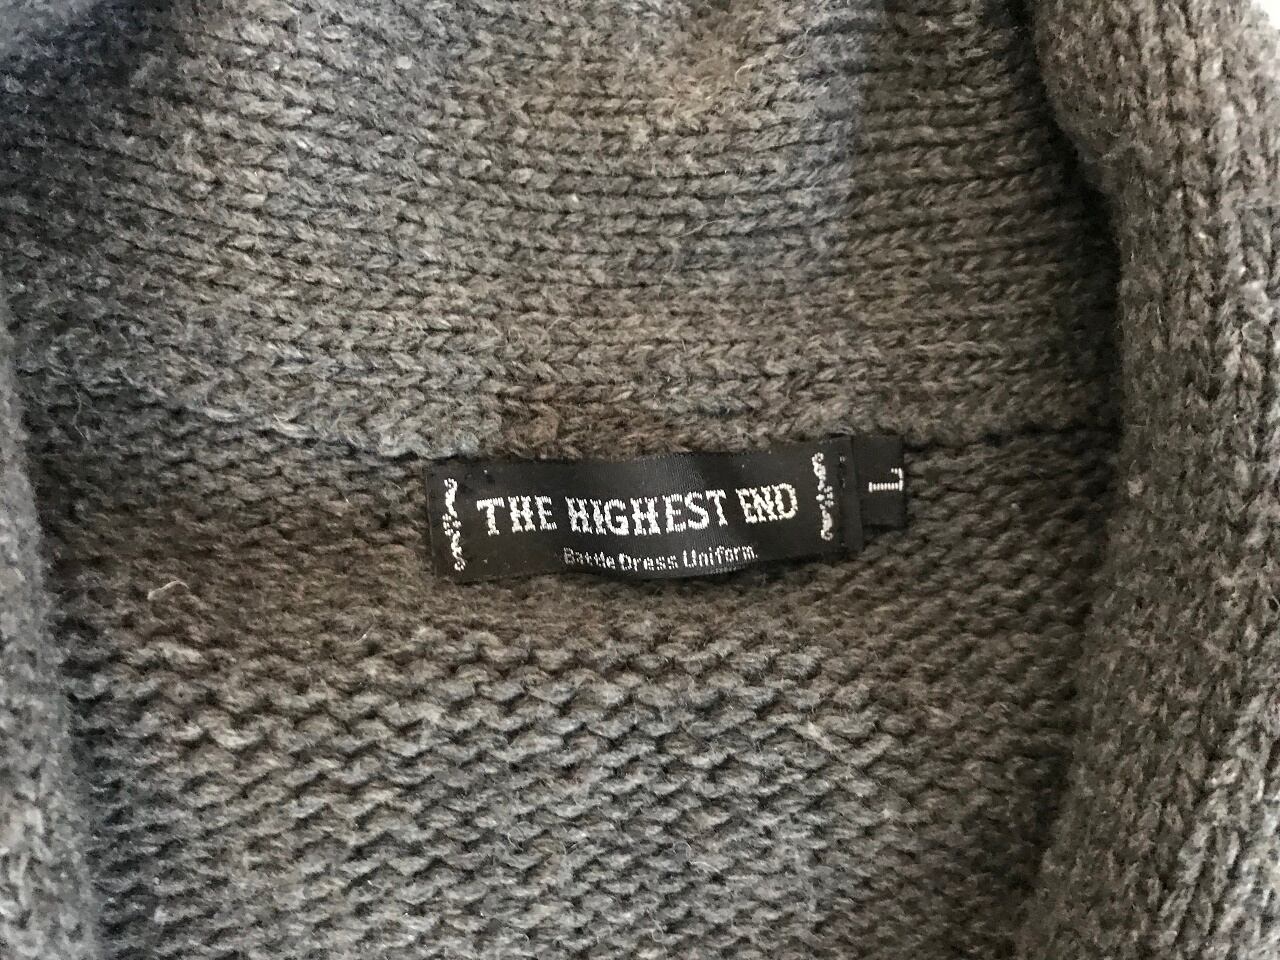 THE HIGHEST END
Battle Dress Uniform.
L